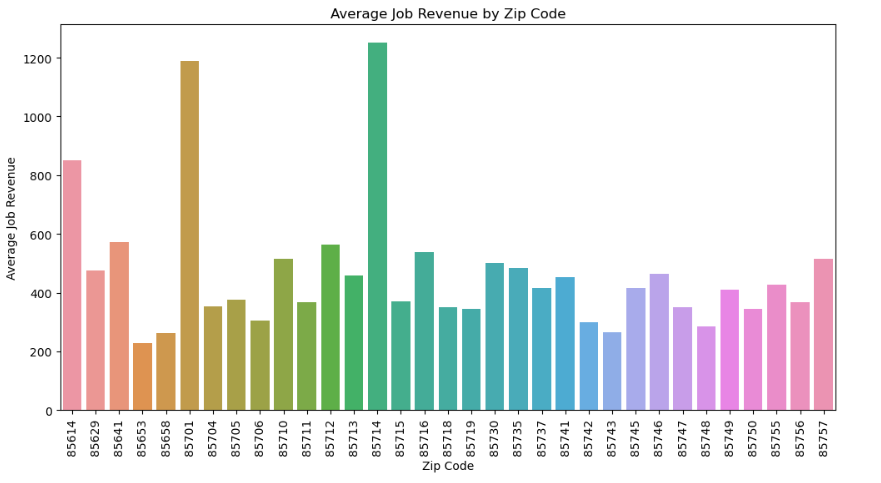 Average Job Revenue by Zip Code
Average Job Revenue
1200
1000
800
600
400
200
0
85614 85629 85641 85653 85658 85701 85704 85705 85706 85710 85711 85712 85713 85714 85715 85716 85718 85719 85730 85735 85737 85741 85742 85743 85745 85746 85747 85748 85749 85750 85755 85756 85757
Zip Code